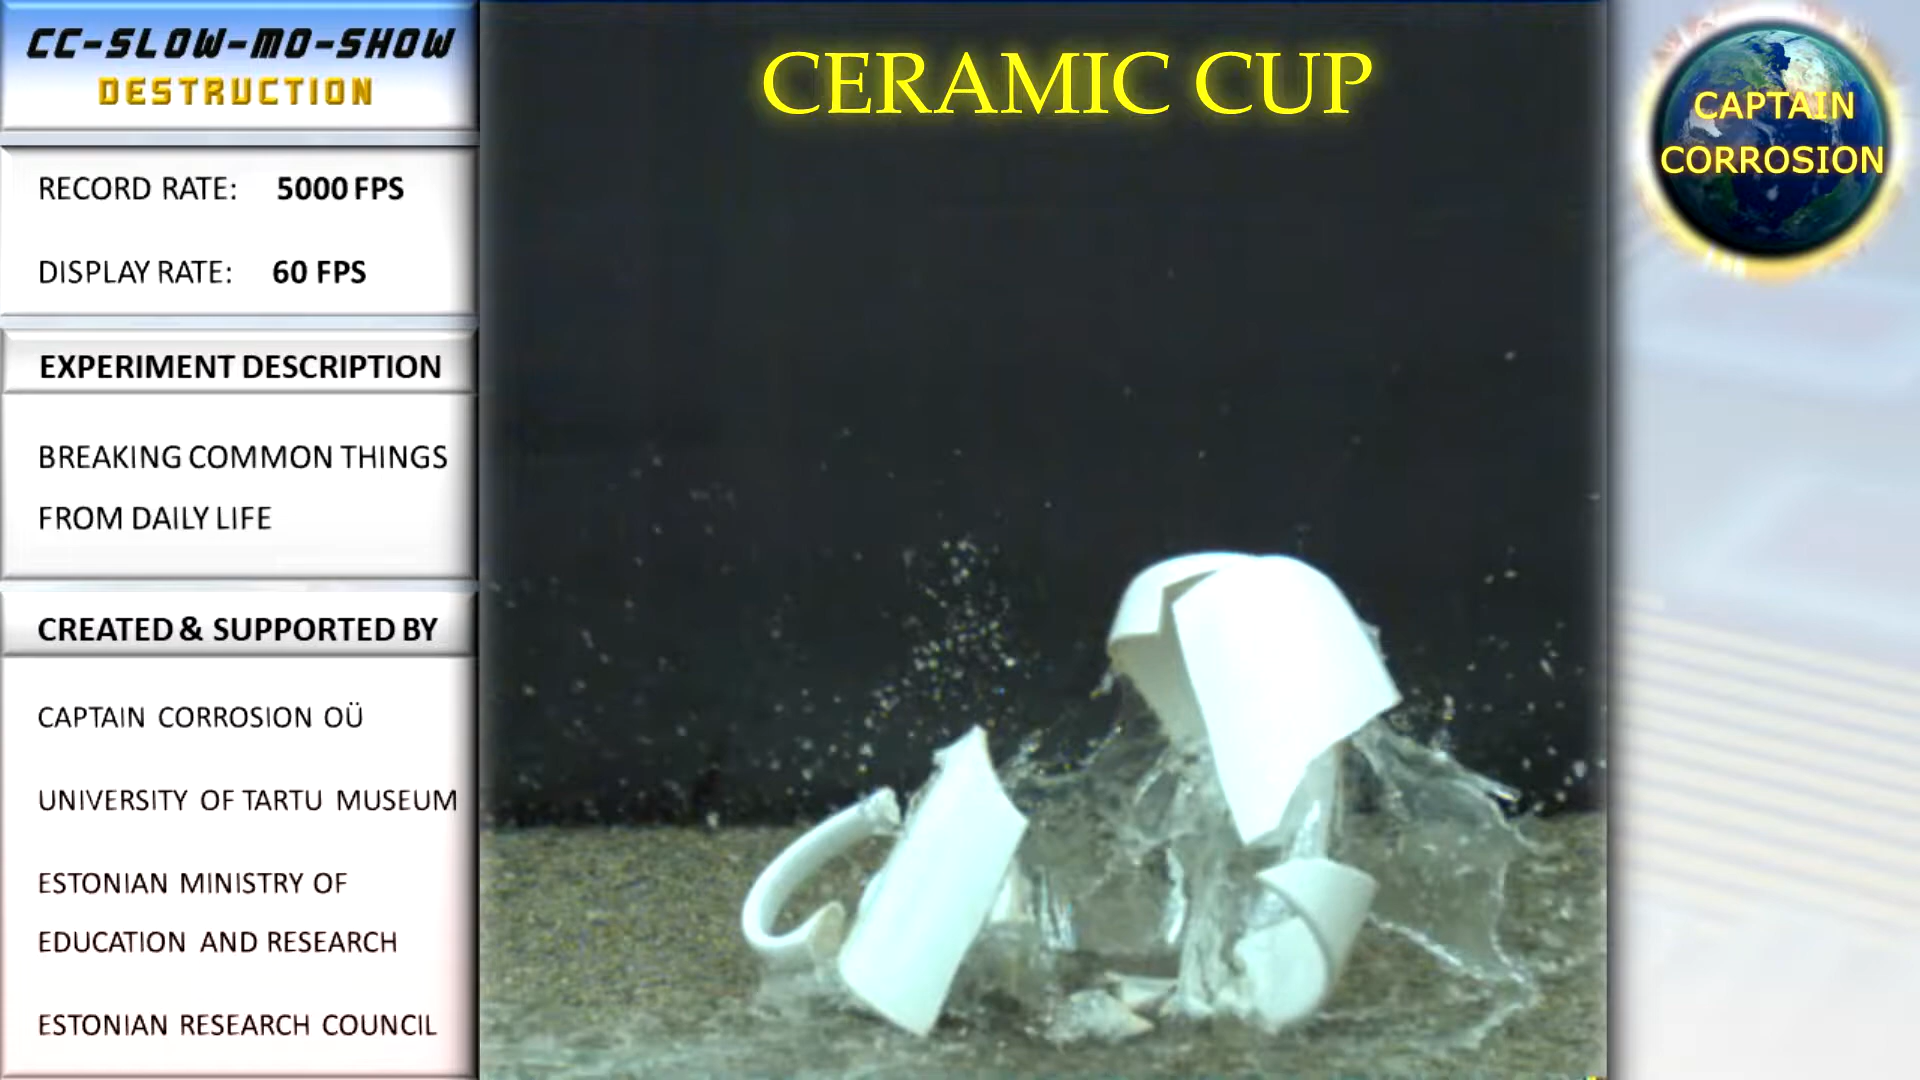 CC-SLOW-MO-SHOW
DESTRUCTION
RECORD RATE: 5000 FPS
DISPLAY RATE: 60 FPS
EXPERIMENT DESCRIPTION
BREAKING COMMON THINGS
FROM DAILY LIFE
CREATED & SUPPORTED BY
CAPTAIN CORROSION OÜ
UNIVERSITY OF TARTU MUSEUM
ESTONIAN MINISTRY OF
EDUCATION AND RESEARCH
ESTONIAN RESEARCH COUNCIL
CERAMIC CUP
CAPTAIN
CORROSION